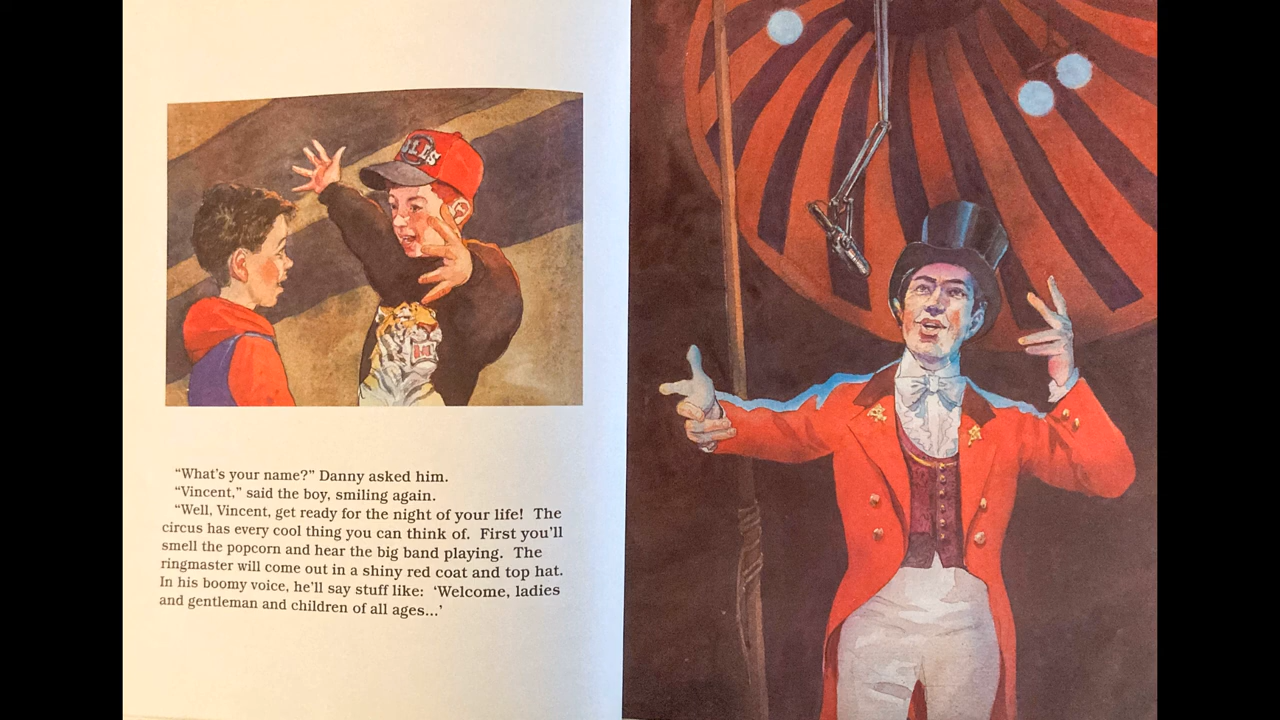 “What’s your name?” Danny asked him.
“Vincent,” said the boy, smiling again.
“Well, Vincent, get ready for the night of your life!  The
circus has every cool thing you can think of.  First you’ll
smell the popcorn and hear the big band playing.  The
ringmaster will come out in a shiny red coat and top hat.
In his boomy voice, he’ll say stuff like:  ‘Welcome, ladies
and gentleman and children of all ages...’